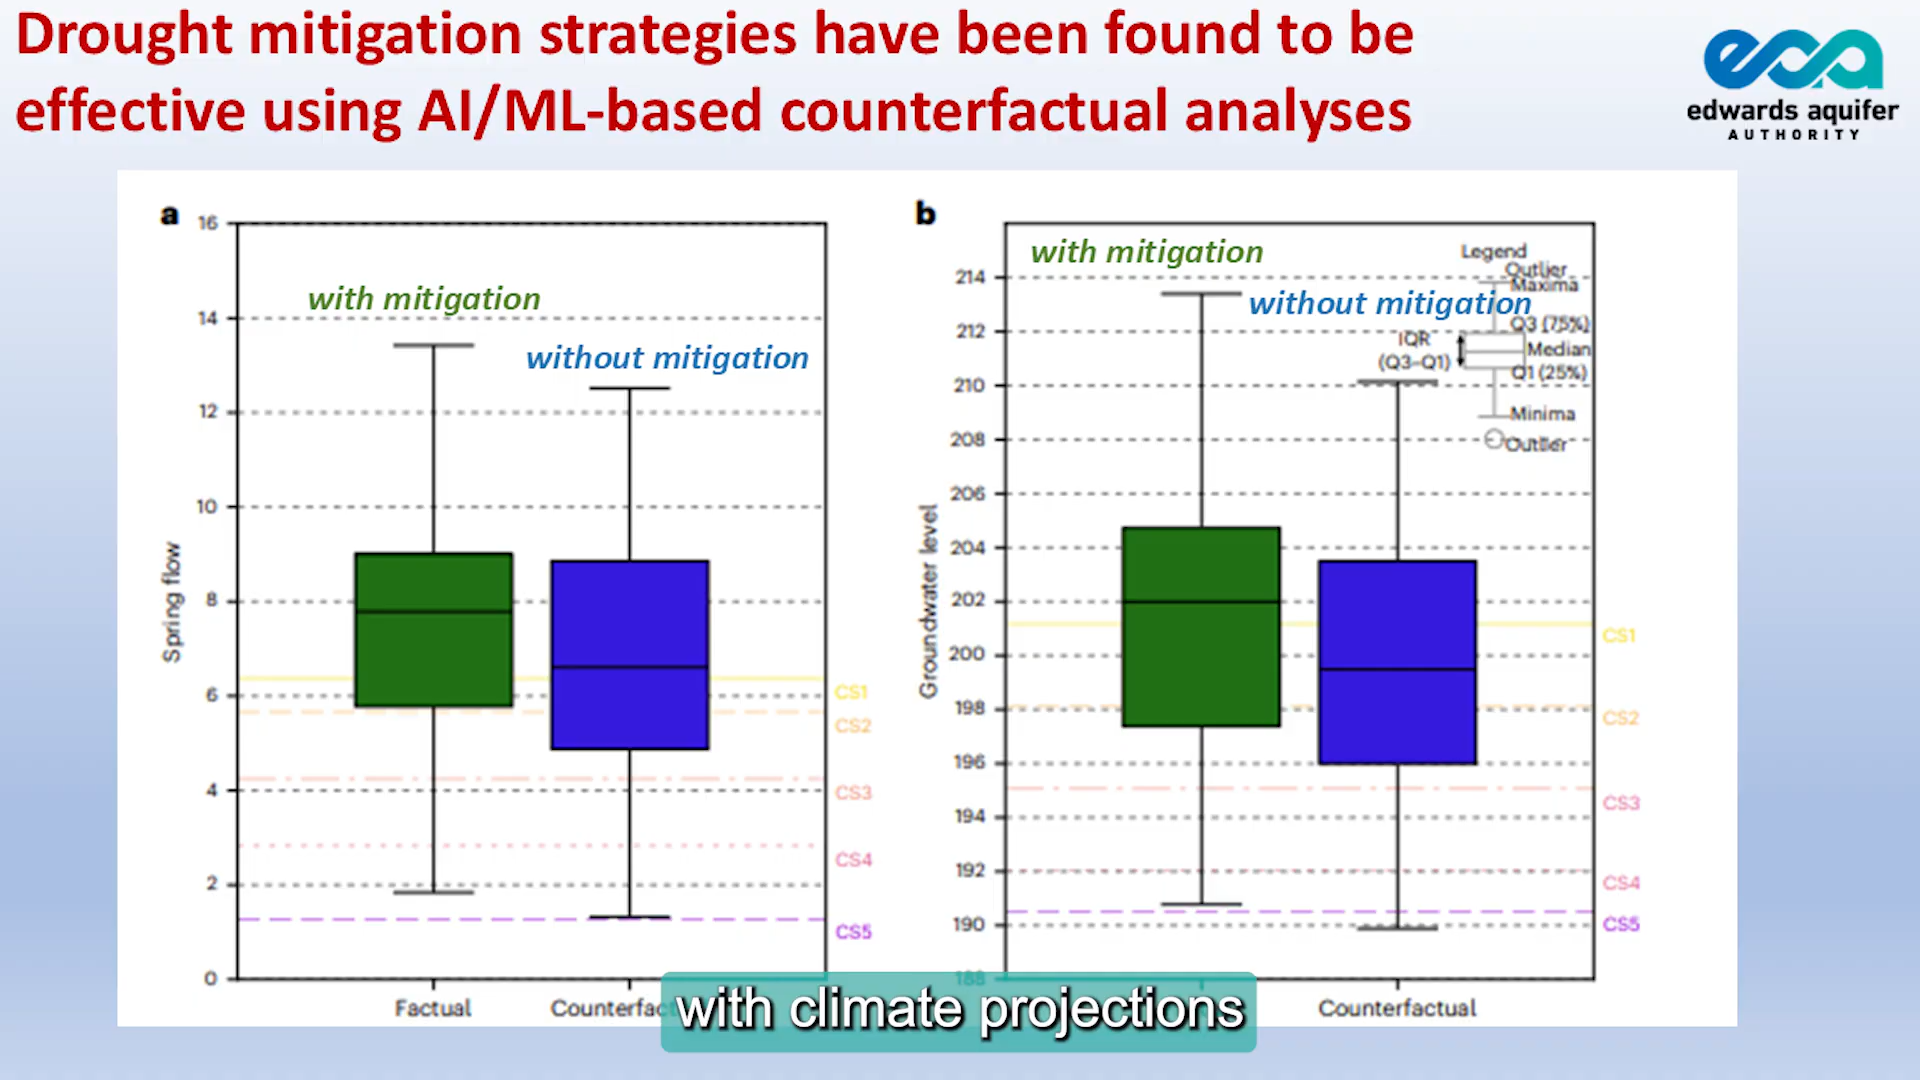 Drought mitigation strategies have been found to be
effective using AI/ML-based counterfactual analyses
eaa
edwards aquifer
AUTHORITY
a
16
14
12
10
8
6
4
2
0
Spring flow
with mitigation
without mitigation
CS1
CS2
CS3
CS4
CS5
Factual
b
214
212
210
208
206
204
202
200
198
196
194
192
190
188
Groundwater level
with mitigation
without mitigation
Legend
Outlier
Maxima
Q3 (75%)
IQR
(Q3–Q1)
Median
Q1 (25%)
Minima
Outlier
CS1
CS2
CS3
CS4
CS5
Counterfactual
with climate projections